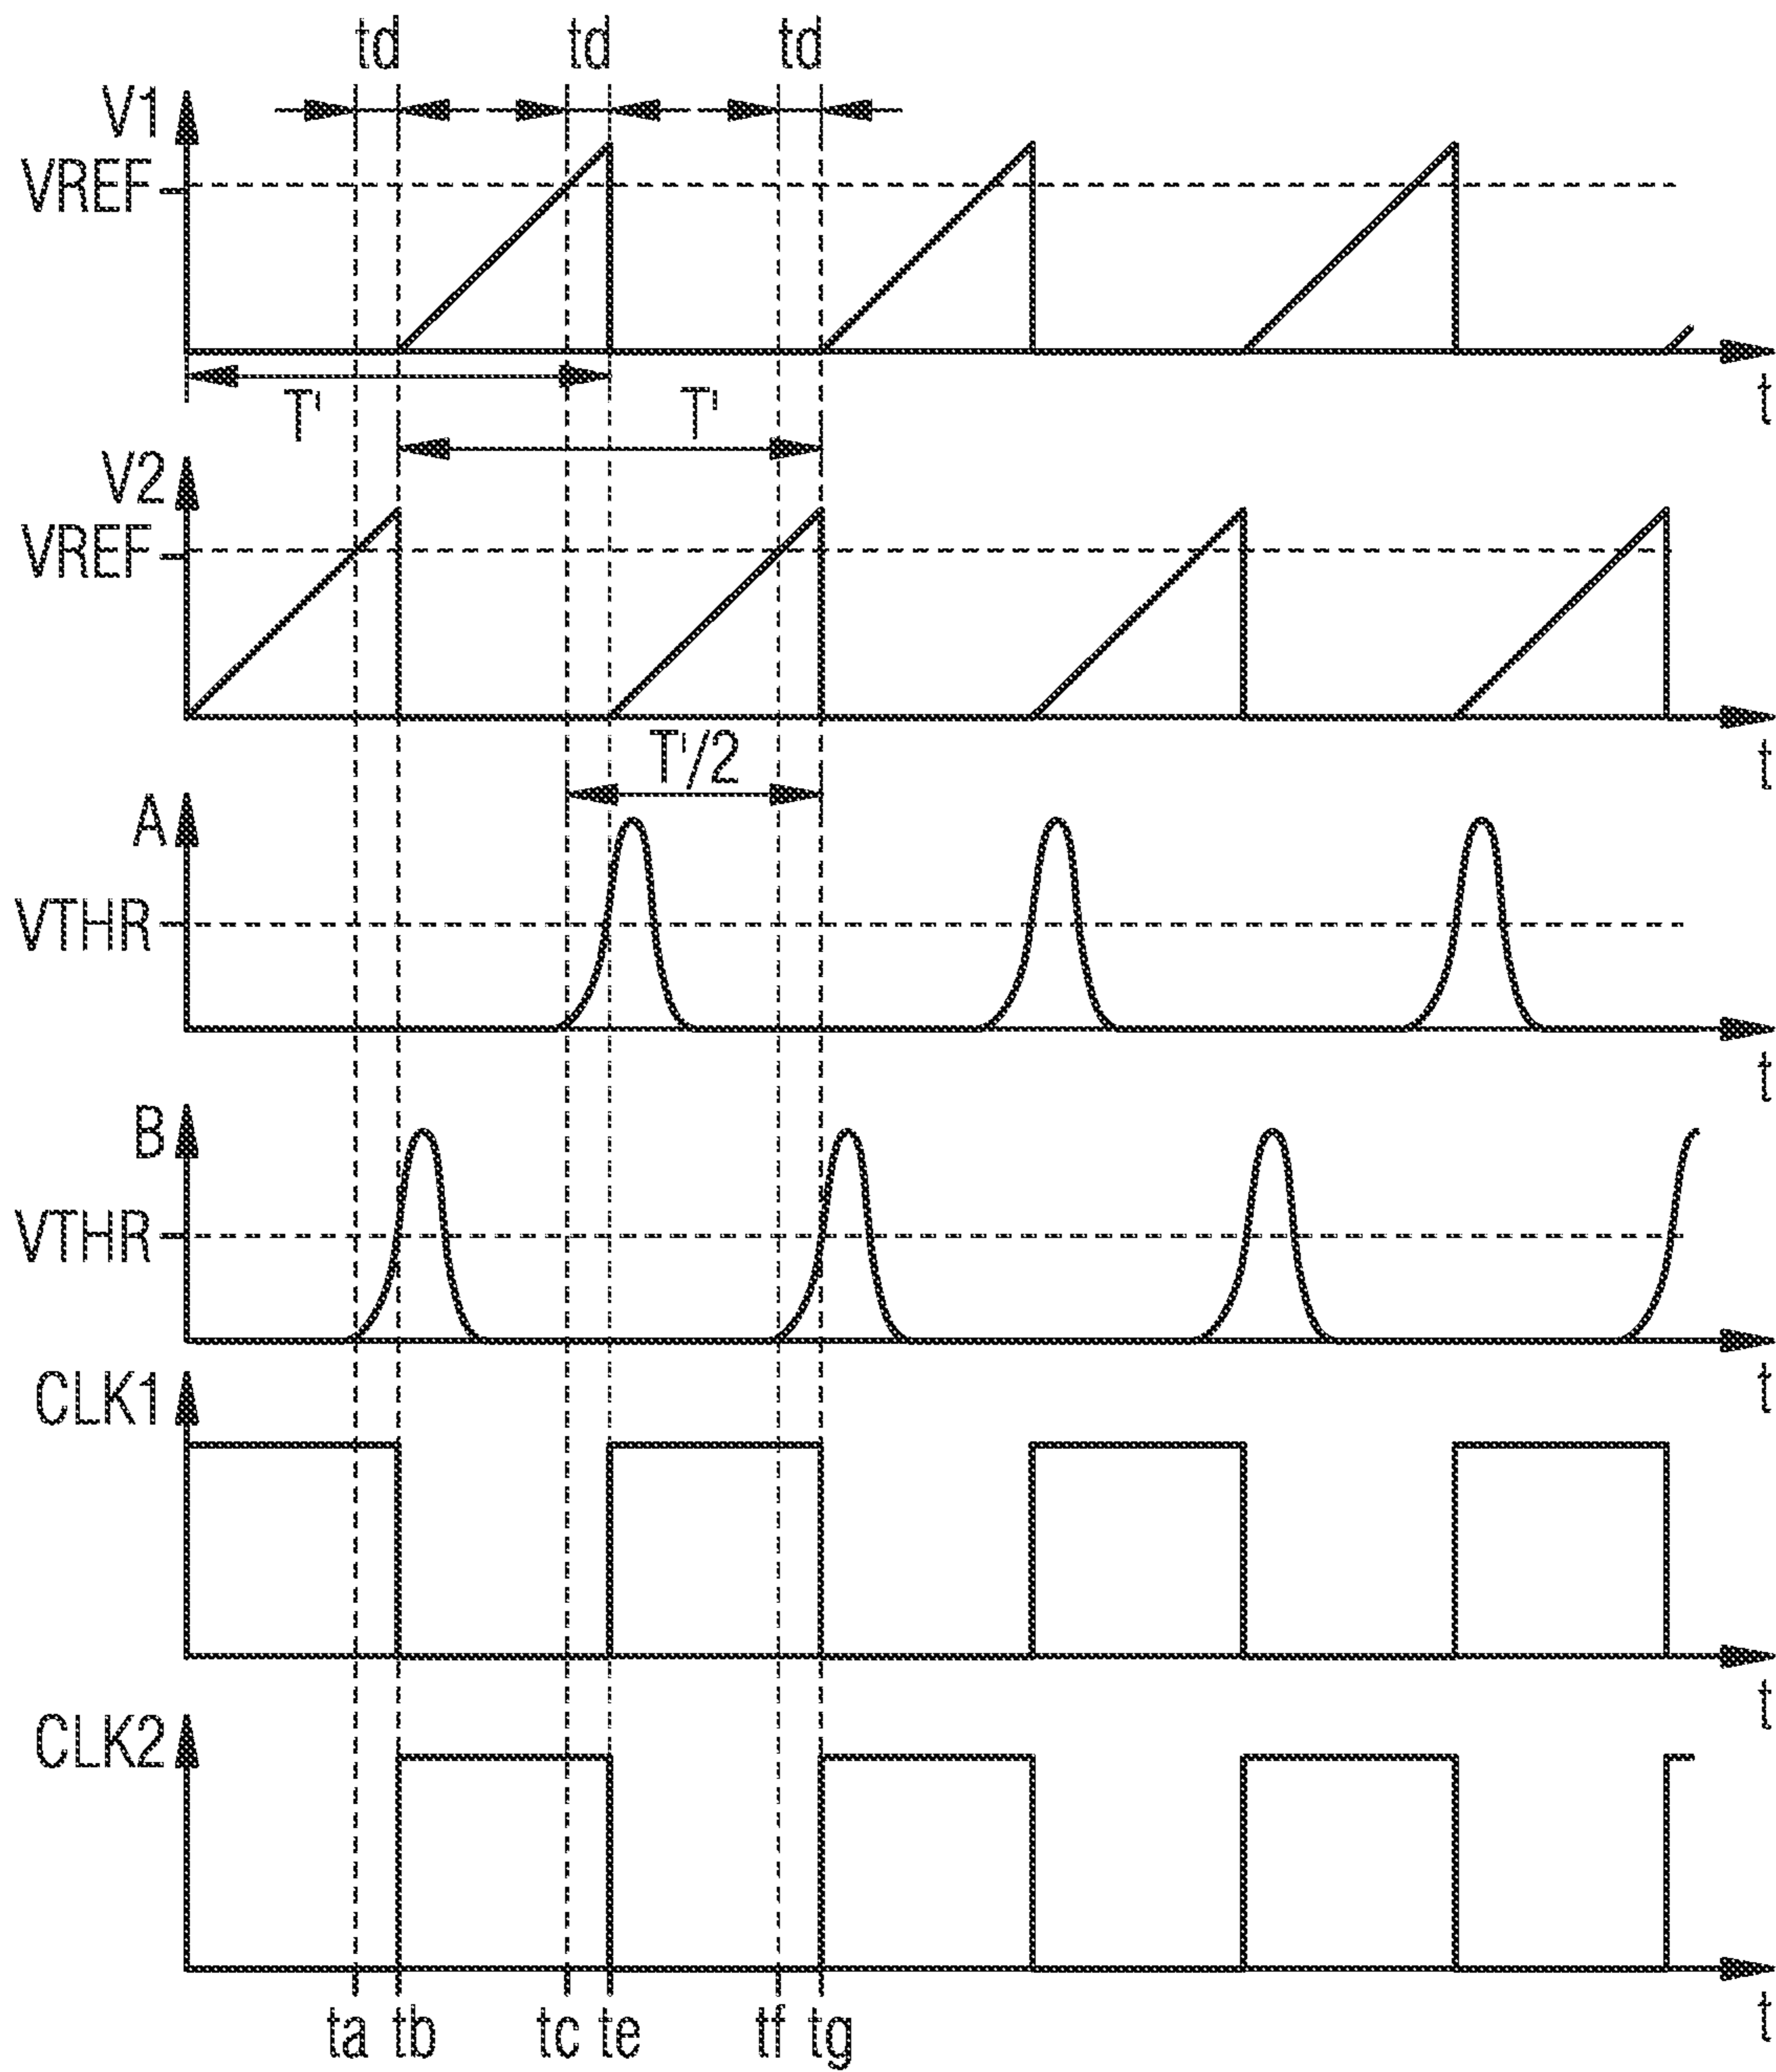 td td td
V1
VREF
t
T' T'
V2
VREF
t
T'/2
A
VTHR
t
B
VTHR
t
CLK1
t
CLK2
t
ta tb tc te tf tg